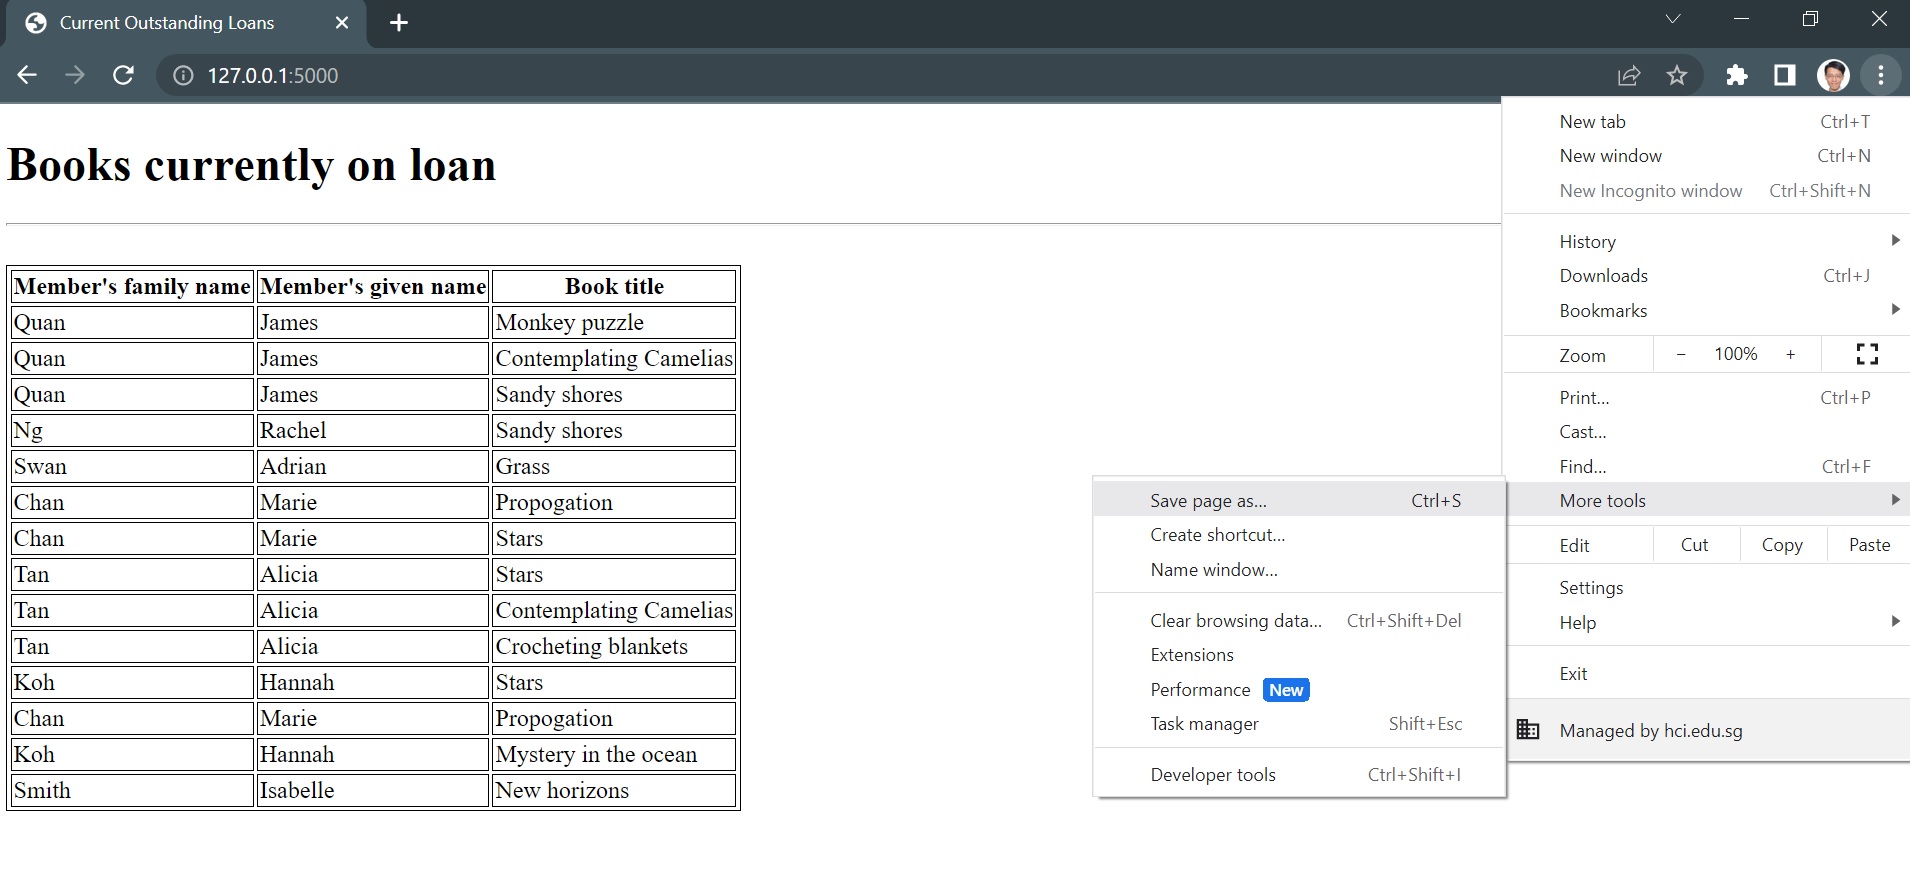 Current Outstanding Loans
127.0.0.1:5000
Books currently on loan
Member's family name Member's given name Book title
Quan James Monkey puzzle
Quan James Contemplating Camelias
Quan James Sandy shores
Ng Rachel Sandy shores
Swan Adrian Grass
Chan Marie Propogation
Chan Marie Stars
Tan Alicia Stars
Tan Alicia Contemplating Camelias
Tan Alicia Crocheting blankets
Koh Hannah Stars
Chan Marie Propogation
Koh Hannah Mystery in the ocean
Smith Isabelle New horizons
Save page as... Ctrl+S
Create shortcut...
Name window...
Clear browsing data... Ctrl+Shift+Del
Extensions
Performance New
Task manager Shift+Esc
Developer tools Ctrl+Shift+I
New tab Ctrl+T
New window Ctrl+N
New Incognito window Ctrl+Shift+N
History
Downloads Ctrl+J
Bookmarks
Zoom − 100% +
Print... Ctrl+P
Cast...
Find... Ctrl+F
More tools
Edit Cut Copy Paste
Settings
Help
Exit
Managed by hci.edu.sg